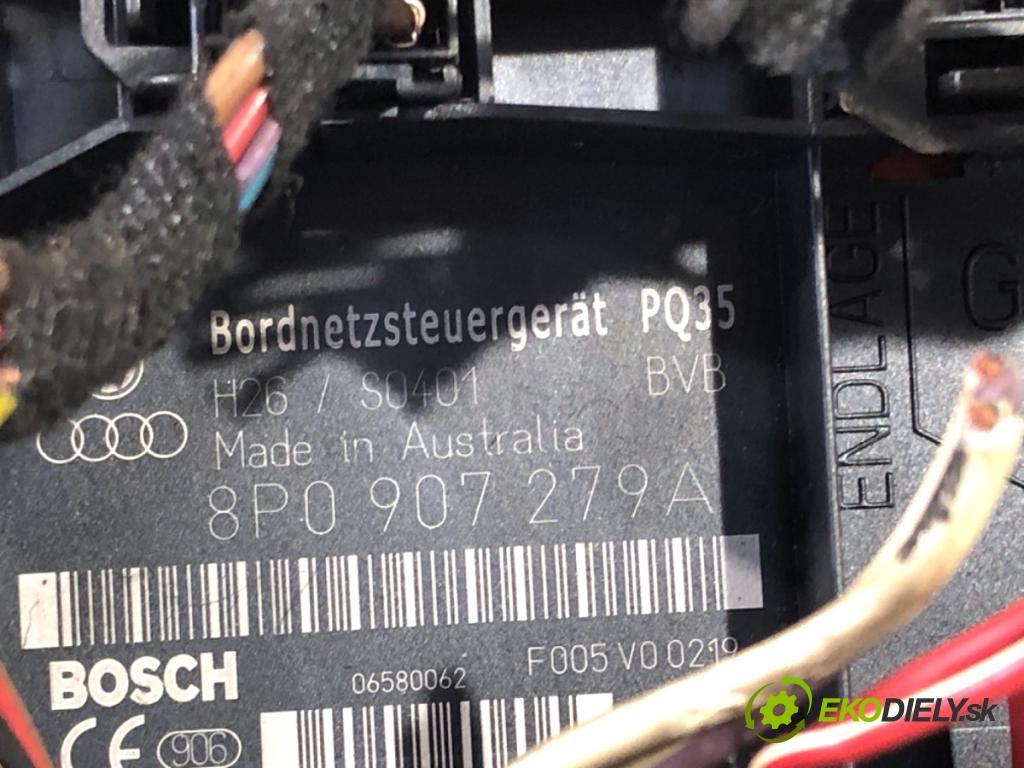 Bordnetzsteuergerät PQ35
H26 / S0401 BVB
Made in Australia
8P0 907 279A
BOSCH
06580062
F005 V0 0219
CE 906
ENDLAGE
G
EKODIELY.sk